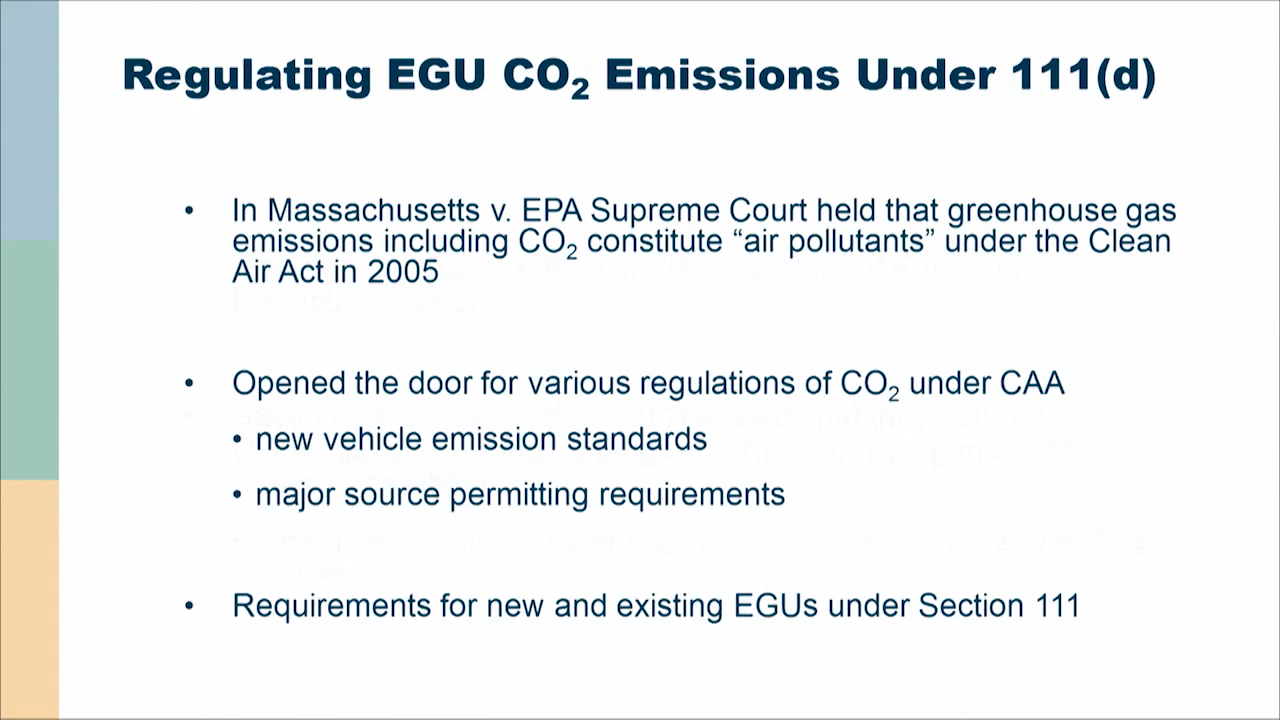 Regulating EGU CO₂ Emissions Under 111(d)
• In Massachusetts v. EPA Supreme Court held that greenhouse gas
emissions including CO₂ constitute “air pollutants” under the Clean
Air Act in 2005
• Opened the door for various regulations of CO₂ under CAA
• new vehicle emission standards
• major source permitting requirements
• Requirements for new and existing EGUs under Section 111